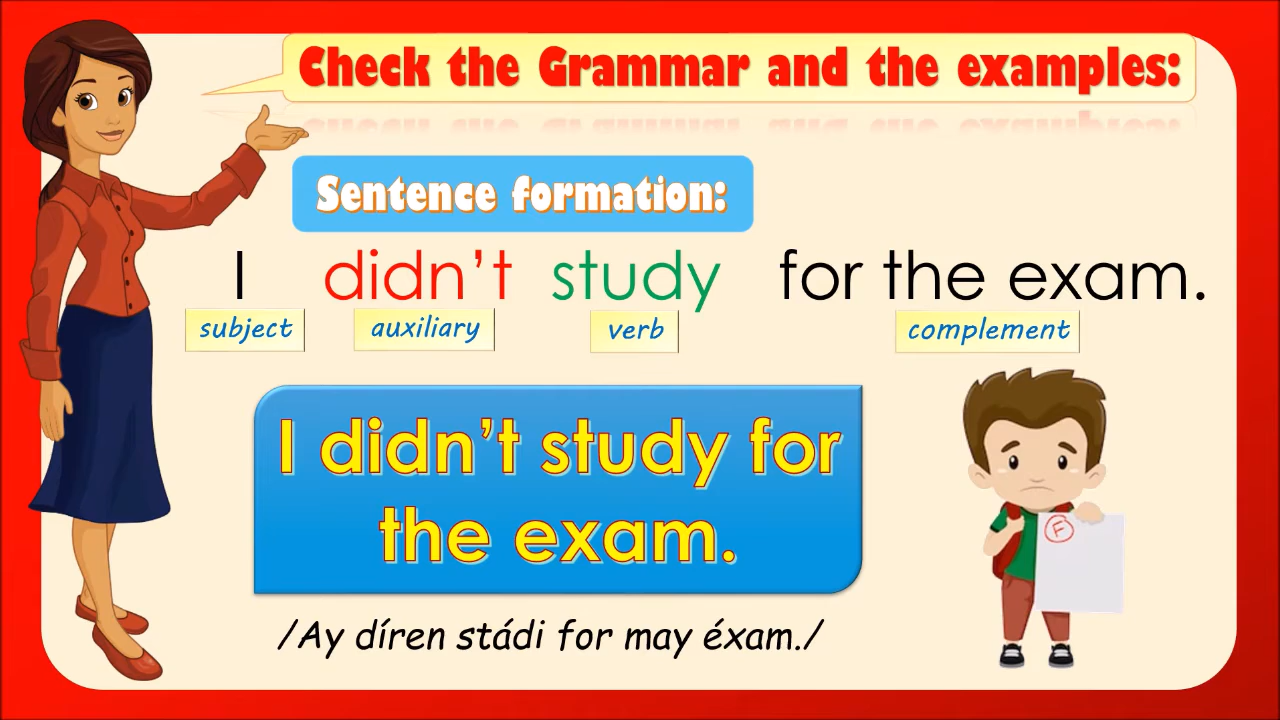 Check the Grammar and the examples:
Sentence formation:
I didn't study for the exam.
subject auxiliary verb complement
I didn't study for
the exam.
F
/Ay díren stádi for may éxam./